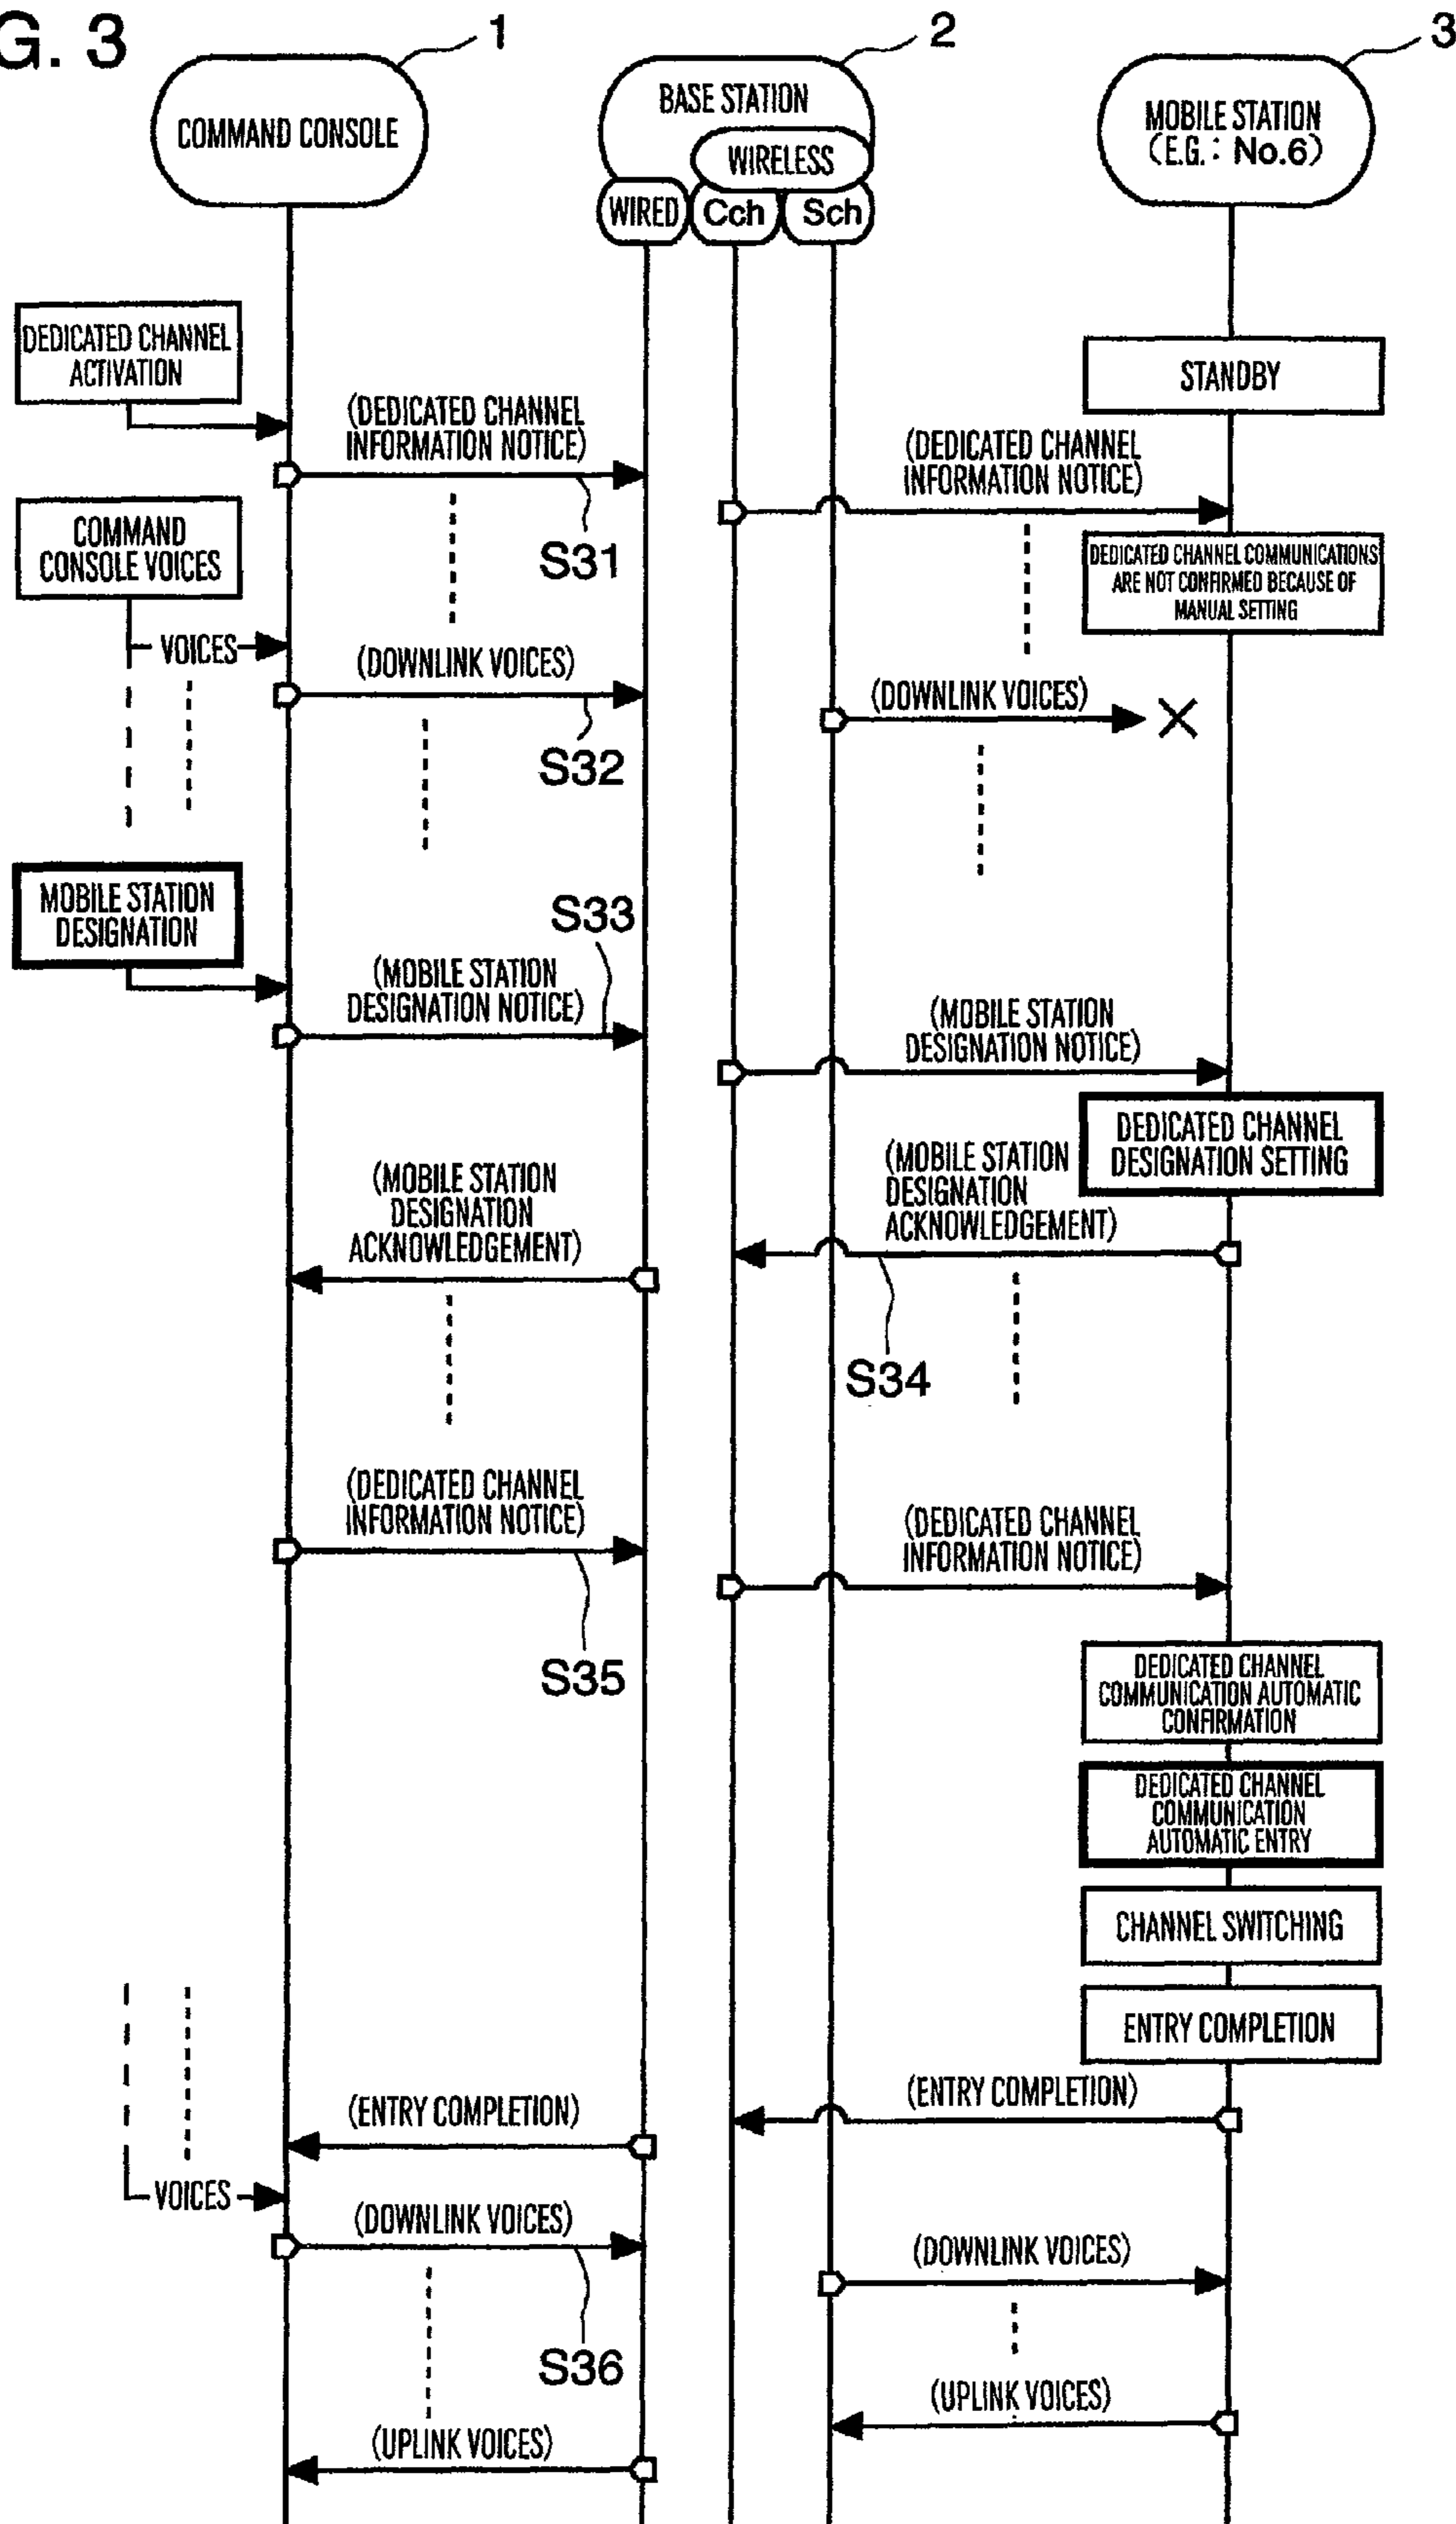 G. 3
1
2
3
COMMAND CONSOLE
BASE STATION
WIRELESS
WIRED
Cch
Sch
MOBILE STATION
(E.G.: No.6)
DEDICATED CHANNEL
ACTIVATION
STANDBY
(DEDICATED CHANNEL
INFORMATION NOTICE)
S31
(DEDICATED CHANNEL
INFORMATION NOTICE)
COMMAND
CONSOLE VOICES
DEDICATED CHANNEL COMMUNICATIONS
ARE NOT CONFIRMED BECAUSE OF
MANUAL SETTING
VOICES
(DOWNLINK VOICES)
S32
(DOWNLINK VOICES)
MOBILE STATION
DESIGNATION
S33
(MOBILE STATION
DESIGNATION NOTICE)
(MOBILE STATION
DESIGNATION NOTICE)
DEDICATED CHANNEL
DESIGNATION SETTING
(MOBILE STATION
DESIGNATION
ACKNOWLEDGEMENT)
(MOBILE STATION
DESIGNATION
ACKNOWLEDGEMENT)
S34
(DEDICATED CHANNEL
INFORMATION NOTICE)
S35
(DEDICATED CHANNEL
INFORMATION NOTICE)
DEDICATED CHANNEL
COMMUNICATION AUTOMATIC
CONFIRMATION
DEDICATED CHANNEL
COMMUNICATION
AUTOMATIC ENTRY
CHANNEL SWITCHING
ENTRY COMPLETION
(ENTRY COMPLETION)
(ENTRY COMPLETION)
VOICES
(DOWNLINK VOICES)
S36
(DOWNLINK VOICES)
(UPLINK VOICES)
(UPLINK VOICES)